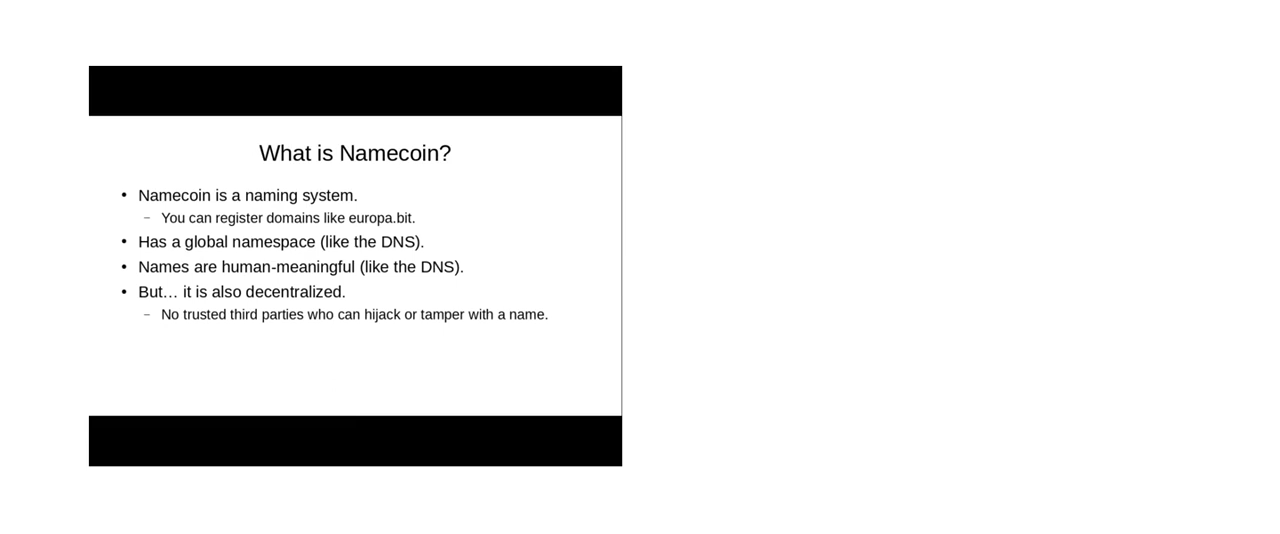 What is Namecoin?
• Namecoin is a naming system.
– You can register domains like europa.bit.
• Has a global namespace (like the DNS).
• Names are human-meaningful (like the DNS).
• But… it is also decentralized.
– No trusted third parties who can hijack or tamper with a name.